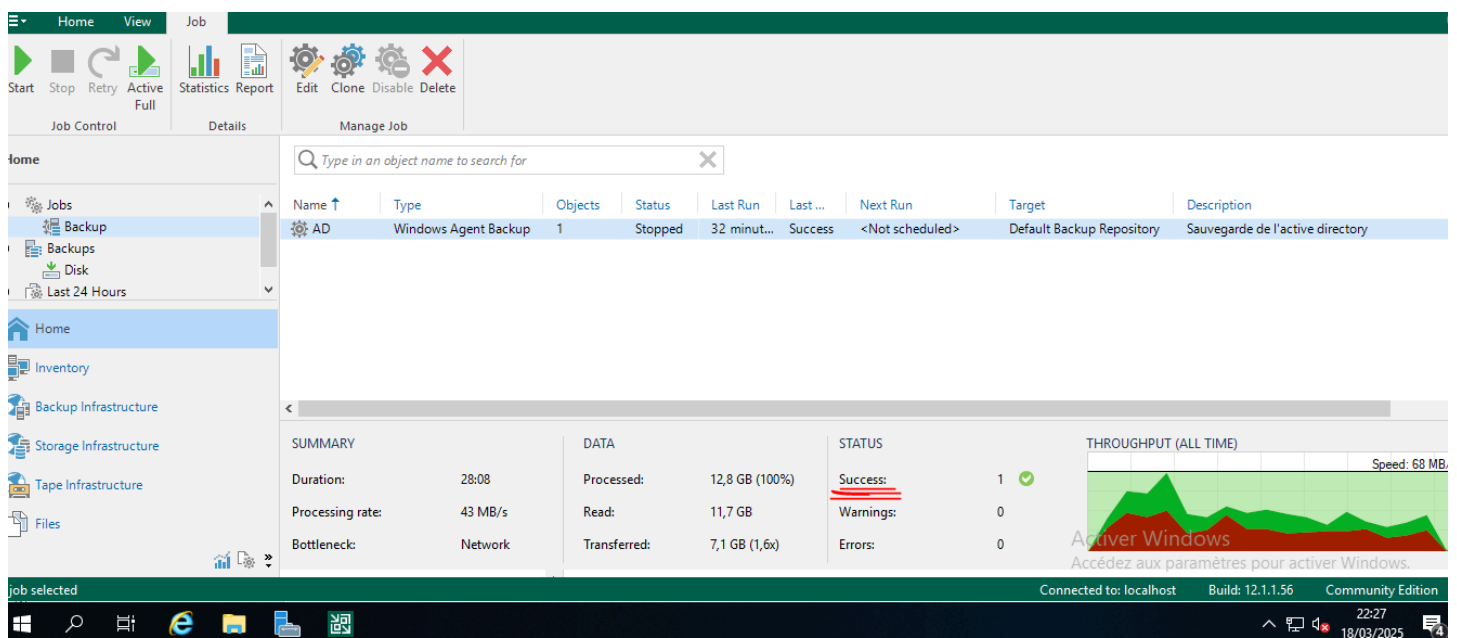 Home View Job
Start Stop Retry Active Full Statistics Report Edit Clone Disable Delete
Job Control Details Manage Job
Home
Type in an object name to search for
Jobs
Backup
Backups
Disk
Last 24 Hours
Home
Inventory
Backup Infrastructure
Storage Infrastructure
Tape Infrastructure
Files
Name Type Objects Status Last Run Last ... Next Run Target Description
AD Windows Agent Backup 1 Stopped 32 minut... Success <Not scheduled> Default Backup Repository Sauvegarde de l'active directory
SUMMARY
Duration: 28:08
Processing rate: 43 MB/s
Bottleneck: Network
DATA
Processed: 12,8 GB (100%)
Read: 11,7 GB
Transferred: 7,1 GB (1,6x)
STATUS
Success: 1
Warnings: 0
Errors: 0
THROUGHPUT (ALL TIME)
Speed: 68 MB/
Activer Windows
Accédez aux paramètres pour activer Windows.
job selected Connected to: localhost Build: 12.1.1.56 Community Edition
22:27
18/03/2025
4